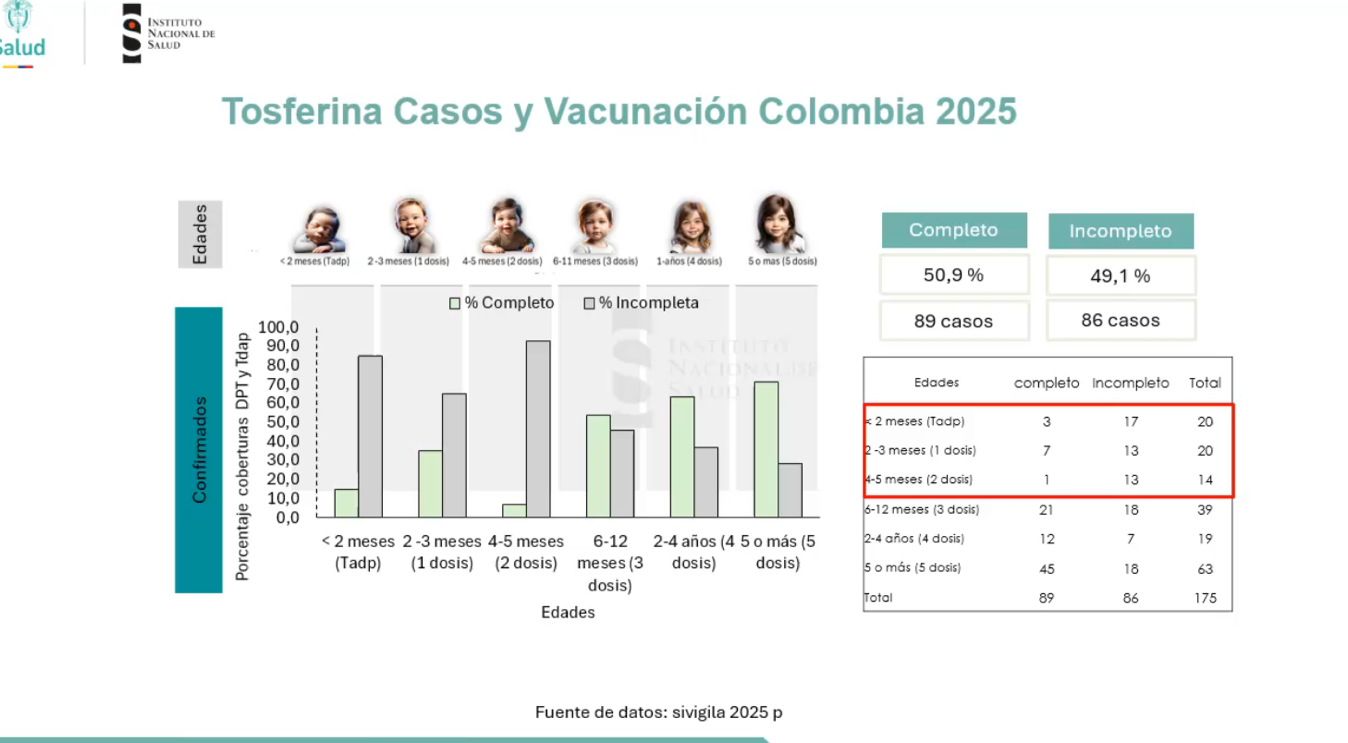 Salud
INSTITUTO
NACIONAL DE
SALUD
Tosferina Casos y Vacunación Colombia 2025
Edades
< 2 meses (Tadp) 2 -3 meses (1 dosis) 4-5 meses (2 dosis) 6-11 meses (3 dosis) 1-años (4 dosis) 5 o mas (5 dosis)
Confirmados
Porcentaje coberturas DPT y Tdap
% Completo % Incompleta
100,0
90,0
80,0
70,0
60,0
50,0
40,0
30,0
20,0
10,0
0,0
INSTITUTO
NACIONAL DE
SALUD
< 2 meses 2 -3 meses 4-5 meses 6-12 2-4 años (4 5 o más (5
(Tadp) (1 dosis) (2 dosis) meses (3 dosis) dosis)
dosis)
Edades
Completo Incompleto
50,9 % 49,1 %
89 casos 86 casos
Edades completo Incompleto Total
< 2 meses (Tadp) 3 17 20
2 -3 meses (1 dosis) 7 13 20
4-5 meses (2 dosis) 1 13 14
6-12 meses (3 dosis) 21 18 39
2-4 años (4 dosis) 12 7 19
5 o más (5 dosis) 45 18 63
Total 89 86 175
Fuente de datos: sivigila 2025 p